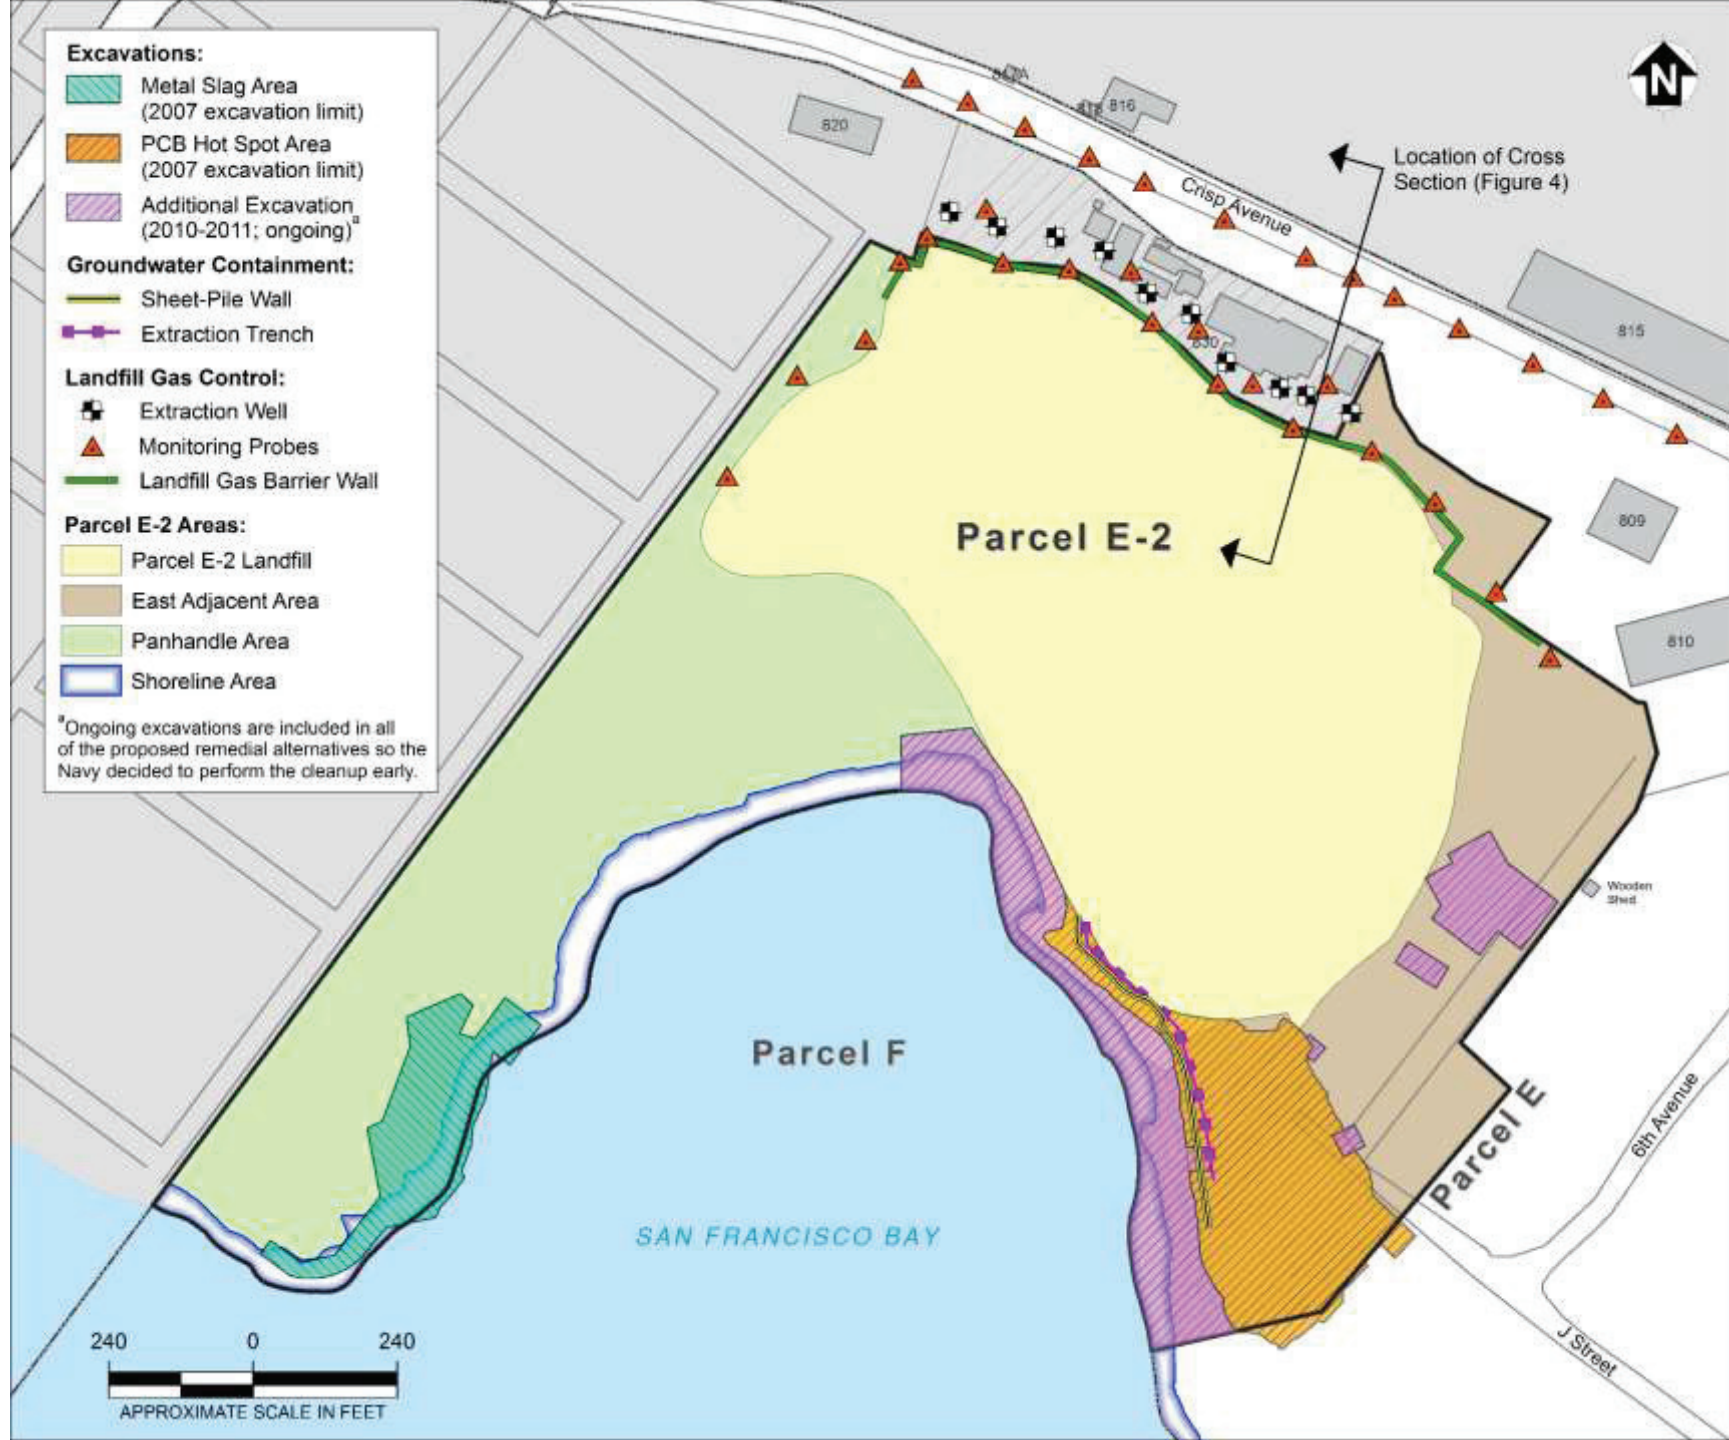 Excavations:
Metal Slag Area
(2007 excavation limit)
PCB Hot Spot Area
(2007 excavation limit)
Additional Excavation
(2010-2011; ongoing)a
Groundwater Containment:
Sheet-Pile Wall
Extraction Trench
Landfill Gas Control:
Extraction Well
Monitoring Probes
Landfill Gas Barrier Wall
Parcel E-2 Areas:
Parcel E-2 Landfill
East Adjacent Area
Panhandle Area
Shoreline Area
aOngoing excavations are included in all
of the proposed remedial alternatives so the
Navy decided to perform the cleanup early.
N
820
816
Location of Cross
Section (Figure 4)
Crisp Avenue
815
830
809
Parcel E-2
810
Wooden
Shed
Parcel F
Parcel E
6th Avenue
SAN FRANCISCO BAY
J Street
240 0 240
APPROXIMATE SCALE IN FEET